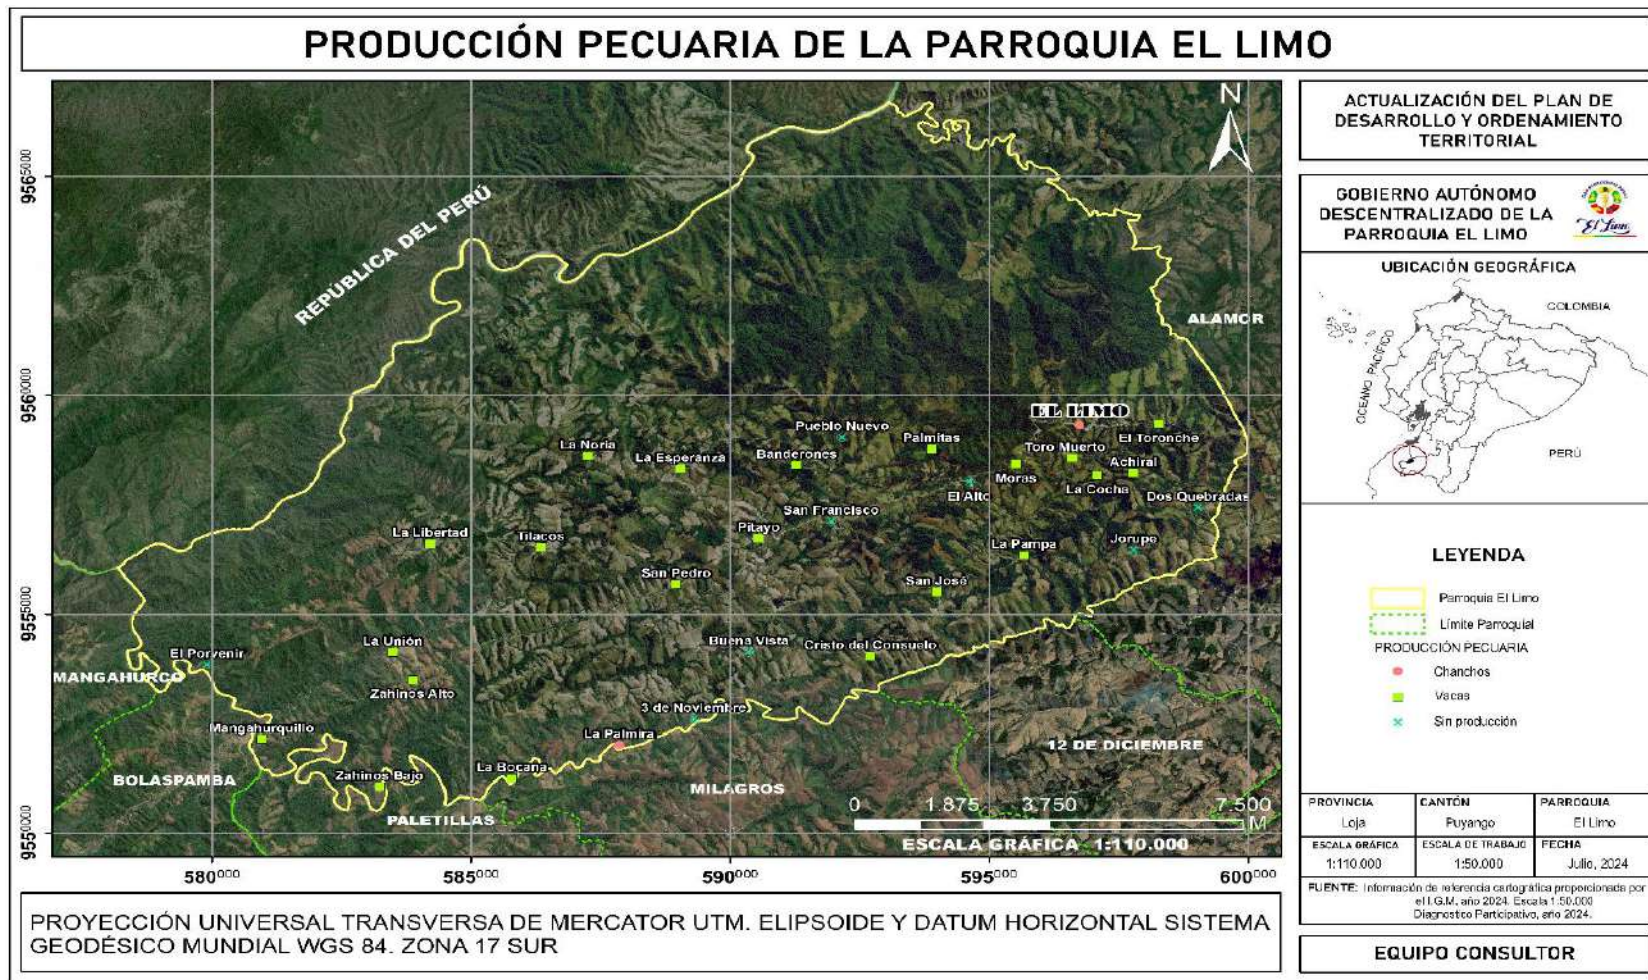 PRODUCCIÓN PECUARIA DE LA PARROQUIA EL LIMO
N
REPÚBLICA DEL PERÚ
ALAMOR
EL LIMO
Pueblo Nuevo
Palmitas
El Toronche
La Noria
La Esperanza
Banderones
Toro Muerto
Achiral
Moras
La Cocha
El Alto
Dos Quebradas
San Francisco
La Libertad
Tilacos
Pitayo
La Pampa
Jorupe
San Pedro
San José
La Unión
Buena Vista
Cristo del Consuelo
El Porvenir
MANGAHURCO
Zahinos Alto
3 de Noviembre
Mangahurquillo
La Palmira
12 DE DICIEMBRE
BOLASPAMBA
Zahinos Bajo
La Bocana
MILAGROS
PALETILLAS
0 1.875 3.750 7.500
M
ESCALA GRÁFICA 1:110.000
9565000
9560000
9555000
9550000
580000 585000 590000 595000 600000
PROYECCIÓN UNIVERSAL TRANSVERSA DE MERCATOR UTM. ELIPSOIDE Y DATUM HORIZONTAL SISTEMA
GEODÉSICO MUNDIAL WGS 84. ZONA 17 SUR
ACTUALIZACIÓN DEL PLAN DE
DESARROLLO Y ORDENAMIENTO
TERRITORIAL
GOBIERNO AUTÓNOMO
DESCENTRALIZADO DE LA
PARROQUIA EL LIMO
El Limo
UBICACIÓN GEOGRÁFICA
COLOMBIA
OCEANO PACÍFICO
PERÚ
LEYENDA
Parroquia El Limo
Límite Parroquial
PRODUCCIÓN PECUARIA
Chanchos
Vacas
Sin producción
PROVINCIA CANTÓN PARROQUIA
Loja Puyango El Limo
ESCALA GRÁFICA ESCALA DE TRABAJO FECHA
1:110.000 1:50.000 Julio, 2024
FUENTE: Información de referencia cartográfica proporcionada por
el I.G.M, año 2024. Escala 1:50.000
Diagnostico Participativo, año 2024.
EQUIPO CONSULTOR